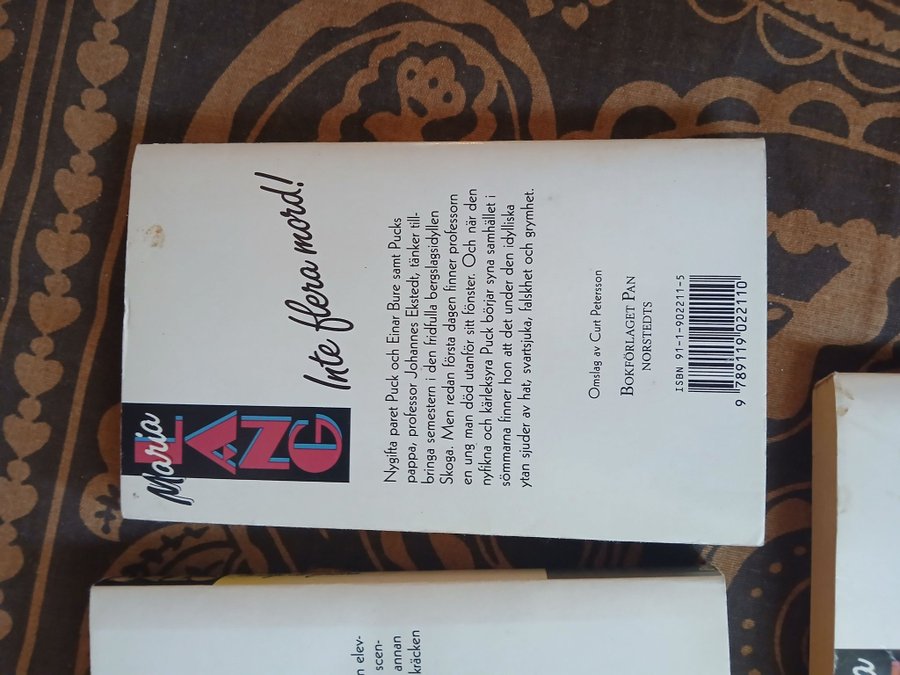 Maria
LANG
Inte flera mord!
Nygifta paret Puck och Einar Bure samt Pucks
pappa, professor Johannes Ekstedt, tänker till-
bringa semestern i den fridfulla bergslagsidyllen
Skoga. Men redan första dagen finner professorn
en ung man död utanför sitt fönster. Och när den
nyfikna och kärleksyra Puck börjar syna samhället i
sömmarna finner hon att det under den idylliska
ytan sjuder av hat, svartsjuka, falskhet och grymhet.
Omslag av Curt Petersson
BOKFÖRLAGET PAN
NORSTEDTS
ISBN 91-1-902211-5
9 789119 022110
n elev-
scen-
annan
kräcken